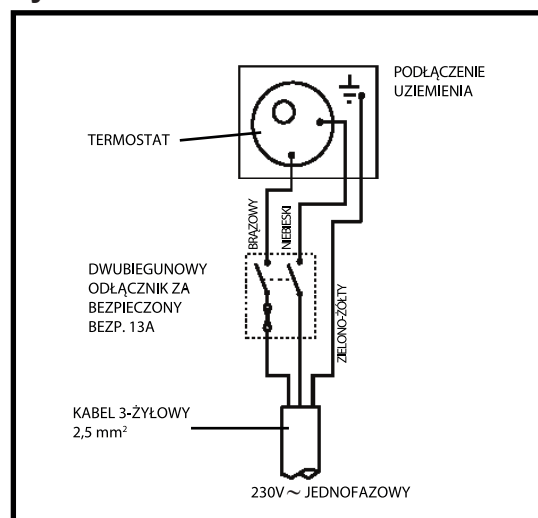 PODŁĄCZENIE
UZIEMIENIA
TERMOSTAT
BRĄZOWY
NIEBIESKI
DWUBIEGUNOWY
ODŁĄCZNIK ZA
BEZPIECZONY
BEZP. 13A
ZIELONO-ŻÓŁTY
KABEL 3-ŻYŁOWY
2,5 mm²
230V ~ JEDNOFAZOWY